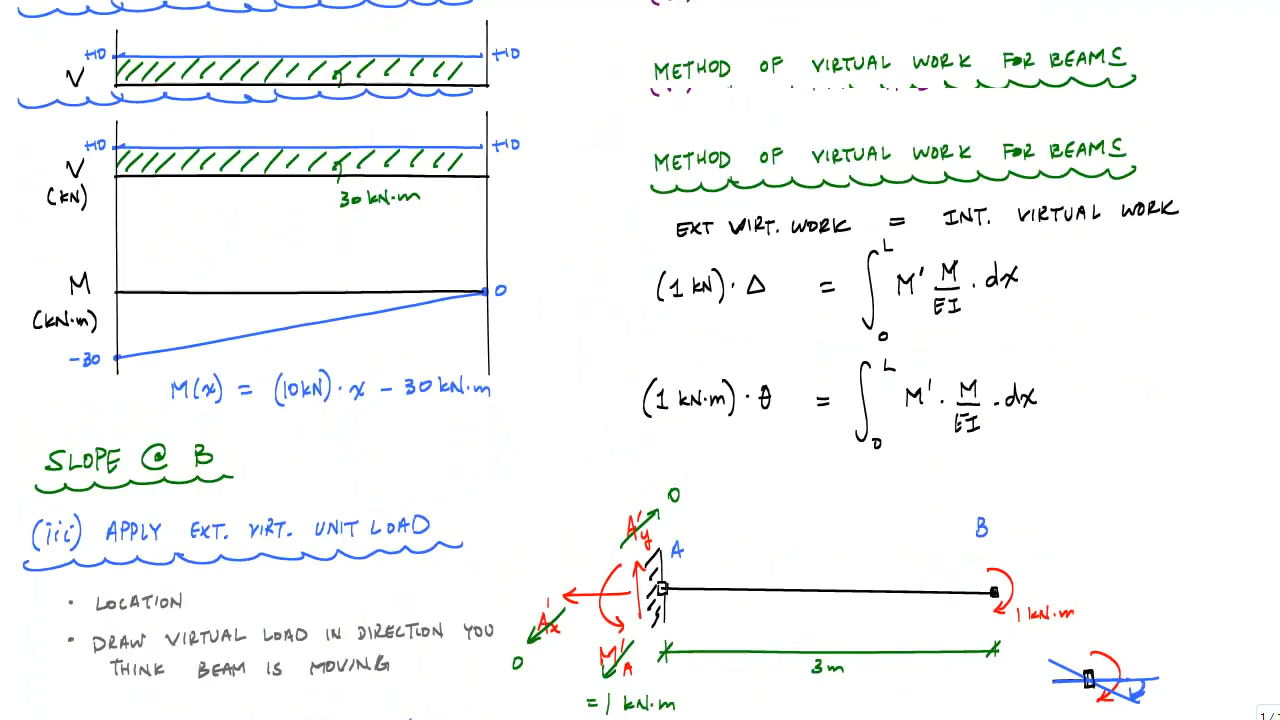 +10 +10
V
METHOD OF VIRTUAL WORK FOR BEAMS
+10 +10
V
(kN)
30 kN·m
METHOD OF VIRTUAL WORK FOR BEAMS
EXT VIRT. WORK = INT. VIRTUAL WORK
(1 kN) · Δ = ∫₀ᴸ M' M/EI · dx
M
(kN·m)
0
-30
M(x) = (10kN) · x - 30 kN·m
(1 kN·m) · θ = ∫₀ᴸ M' · M/EI · dx
SLOPE @ B
(iii) APPLY EXT. VIRT. UNIT LOAD
· LOCATION
· DRAW VIRTUAL LOAD IN DIRECTION YOU
THINK BEAM IS MOVING
0
A'y
A
B
A'x
0
M'A
= 1 kN·m
1 kN·m
3m